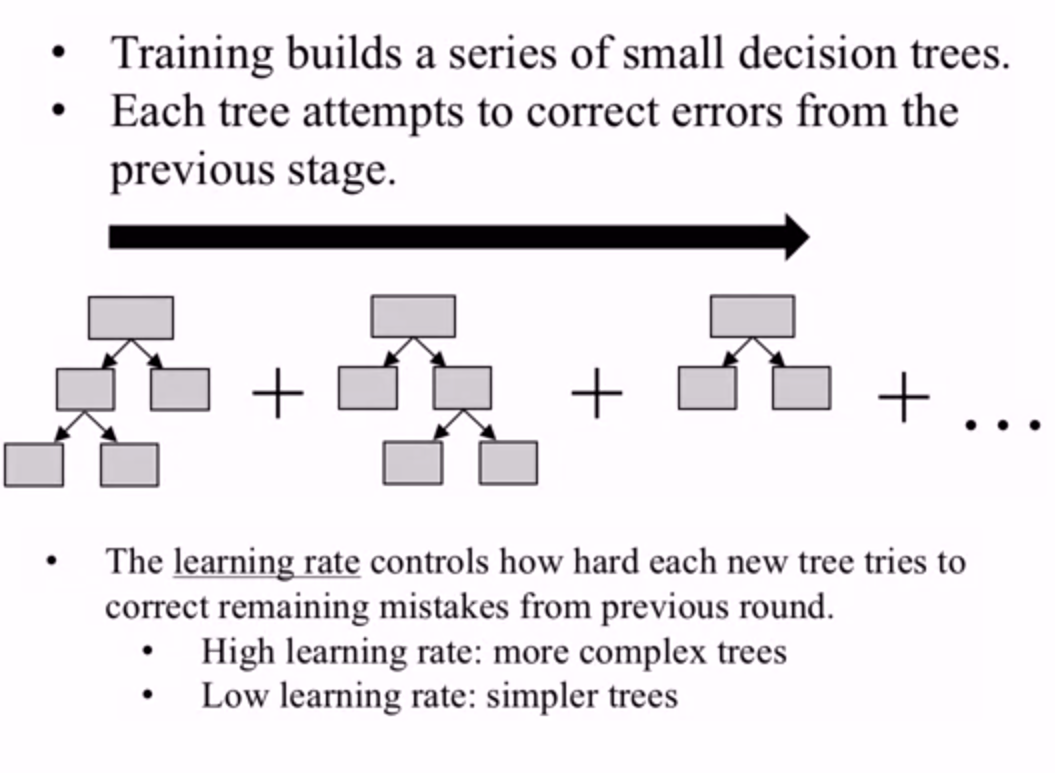 • Training builds a series of small decision trees.
• Each tree attempts to correct errors from the
previous stage.
+ + + ...
• The learning rate controls how hard each new tree tries to
correct remaining mistakes from previous round.
• High learning rate: more complex trees
• Low learning rate: simpler trees